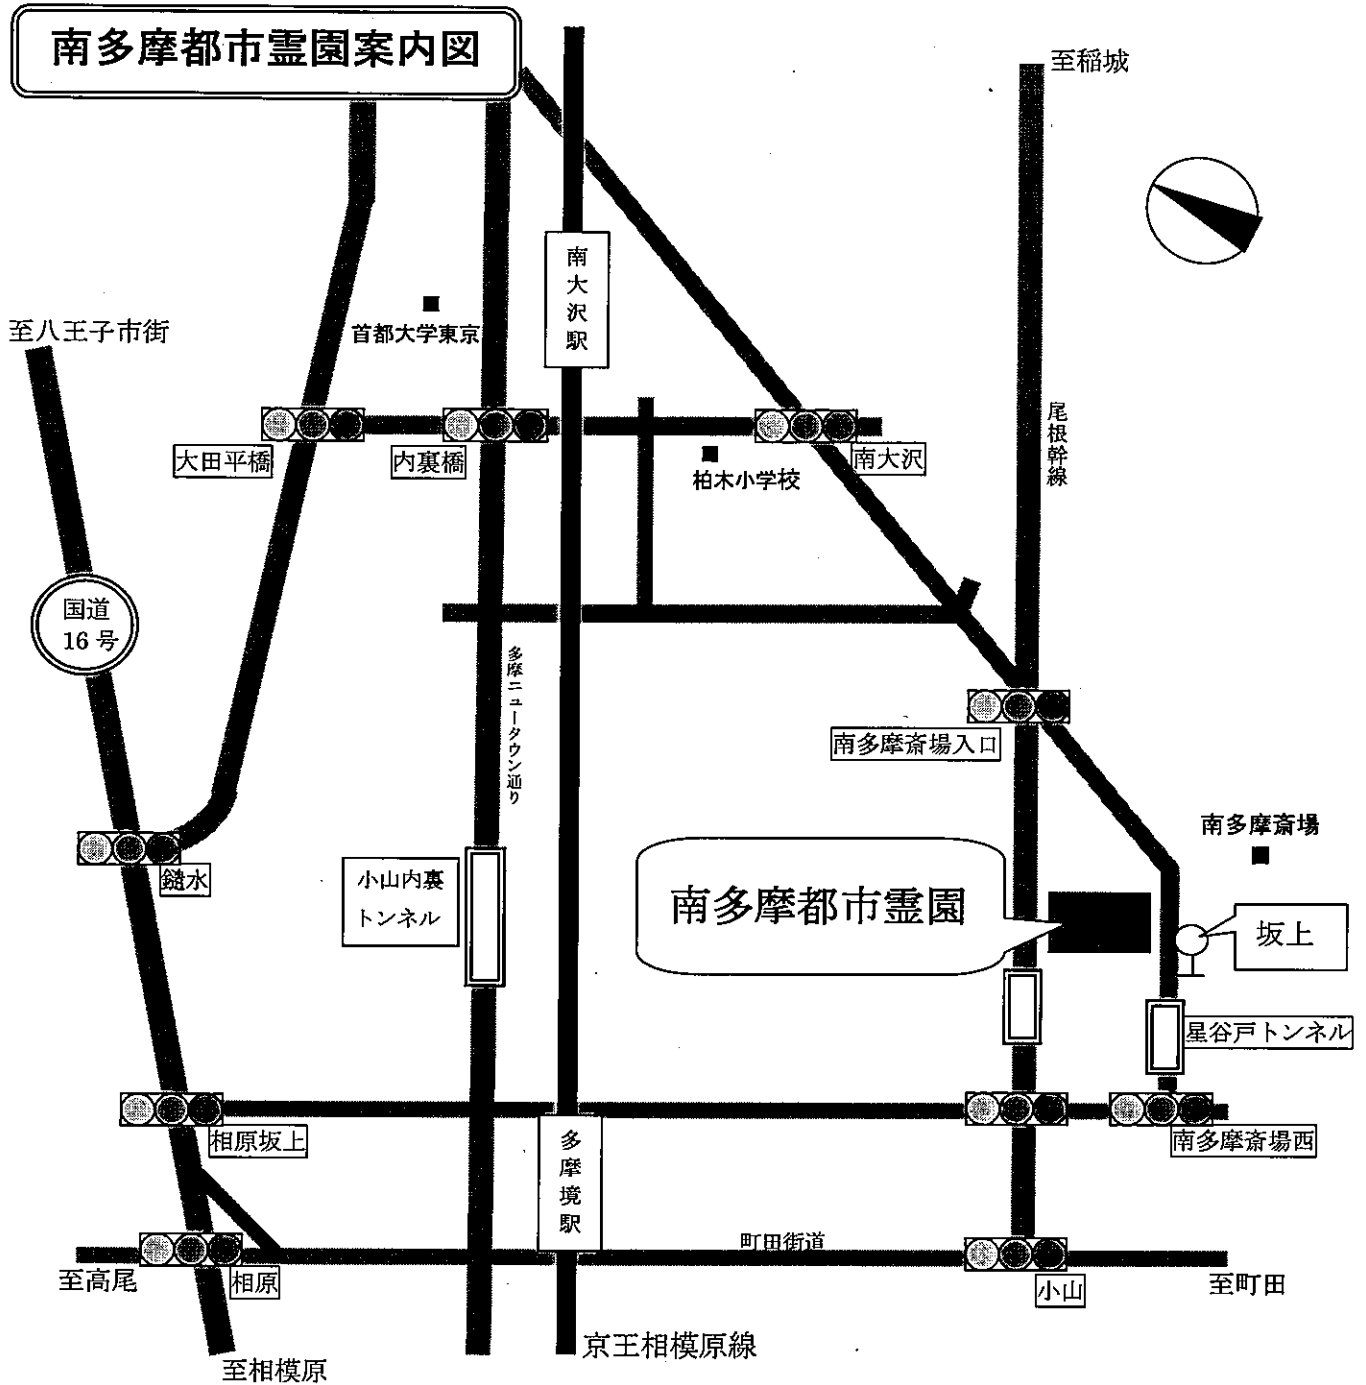 南多摩都市霊園案内図
至稲城
南大沢駅
首都大学東京
至八王子市街
尾根幹線
大田平橋
内裏橋
南大沢
柏木小学校
国道
16号
多摩ニュータウン通り
南多摩斎場入口
南多摩斎場
鑓水
小山内裏
トンネル
南多摩都市霊園
坂上
星谷戸トンネル
相原坂上
多摩境駅
南多摩斎場西
町田街道
至高尾
相原
小山
至町田
京王相模原線
至相模原